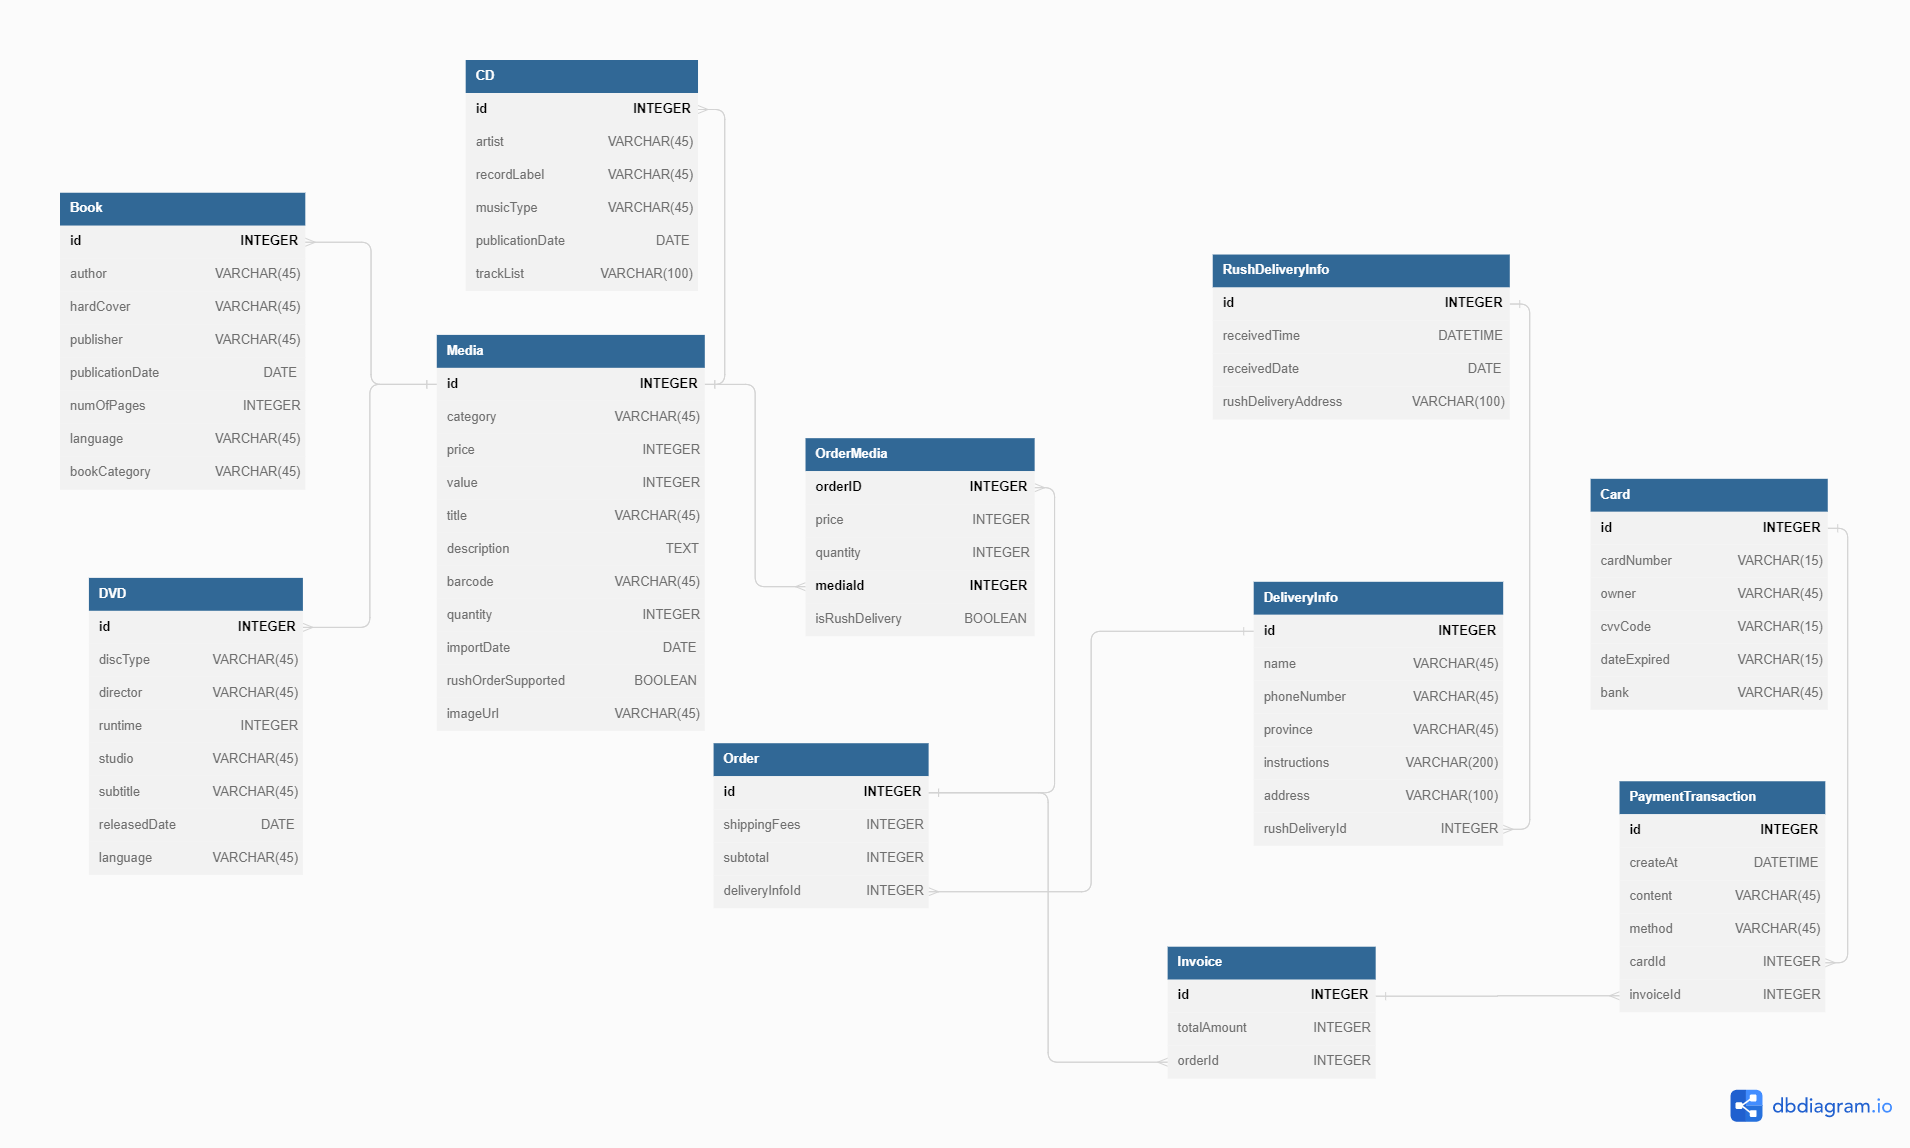 CD
id INTEGER
artist VARCHAR(45)
recordLabel VARCHAR(45)
musicType VARCHAR(45)
publicationDate DATE
trackList VARCHAR(100)
Book
id INTEGER
author VARCHAR(45)
hardCover VARCHAR(45)
publisher VARCHAR(45)
publicationDate DATE
numOfPages INTEGER
language VARCHAR(45)
bookCategory VARCHAR(45)
Media
id INTEGER
category VARCHAR(45)
price INTEGER
value INTEGER
title VARCHAR(45)
description TEXT
barcode VARCHAR(45)
quantity INTEGER
importDate DATE
rushOrderSupported BOOLEAN
imageUrl VARCHAR(45)
DVD
id INTEGER
discType VARCHAR(45)
director VARCHAR(45)
runtime INTEGER
studio VARCHAR(45)
subtitle VARCHAR(45)
releasedDate DATE
language VARCHAR(45)
OrderMedia
orderID INTEGER
price INTEGER
quantity INTEGER
mediaId INTEGER
isRushDelivery BOOLEAN
Order
id INTEGER
shippingFees INTEGER
subtotal INTEGER
deliveryInfoId INTEGER
RushDeliveryInfo
id INTEGER
receivedTime DATETIME
receivedDate DATE
rushDeliveryAddress VARCHAR(100)
DeliveryInfo
id INTEGER
name VARCHAR(45)
phoneNumber VARCHAR(45)
province VARCHAR(45)
instructions VARCHAR(200)
address VARCHAR(100)
rushDeliveryId INTEGER
Card
id INTEGER
cardNumber VARCHAR(15)
owner VARCHAR(45)
cvvCode VARCHAR(15)
dateExpired VARCHAR(15)
bank VARCHAR(45)
PaymentTransaction
id INTEGER
createAt DATETIME
content VARCHAR(45)
method VARCHAR(45)
cardId INTEGER
invoiceId INTEGER
Invoice
id INTEGER
totalAmount INTEGER
orderId INTEGER
dbdiagram.io